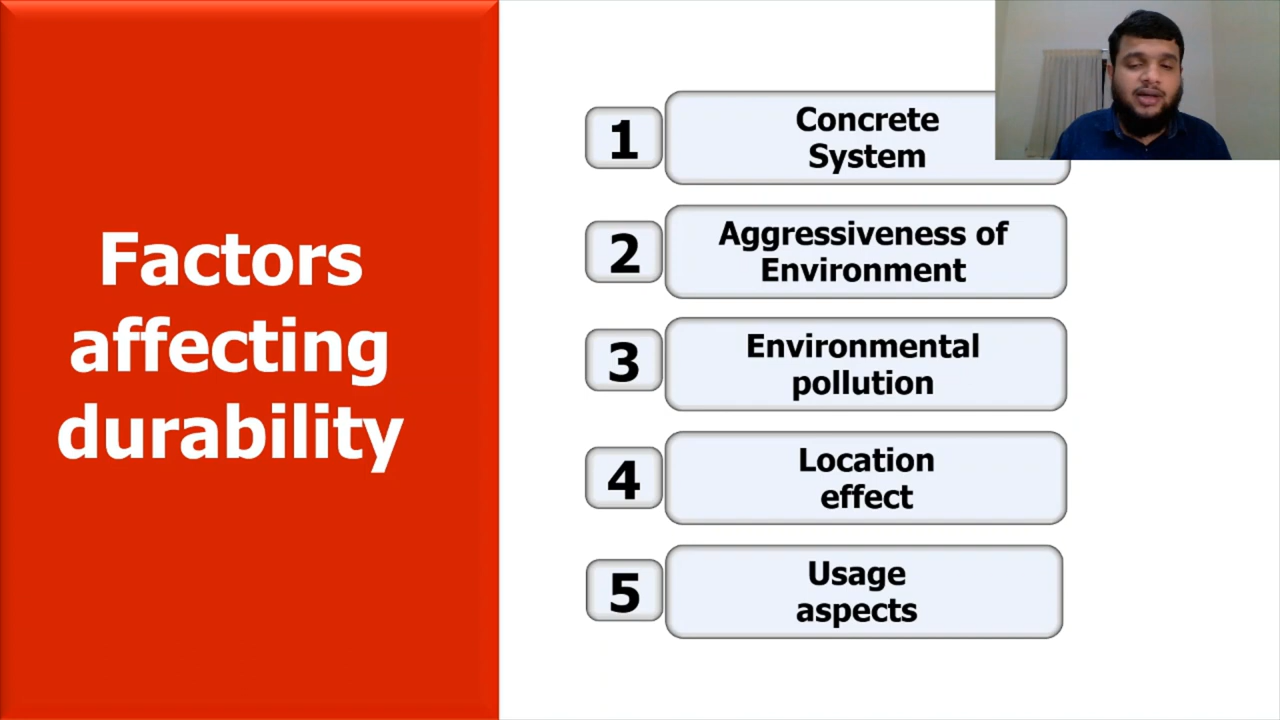 Factors
affecting
durability
1
Concrete
System
2
Aggressiveness of
Environment
3
Environmental
pollution
4
Location
effect
5
Usage
aspects